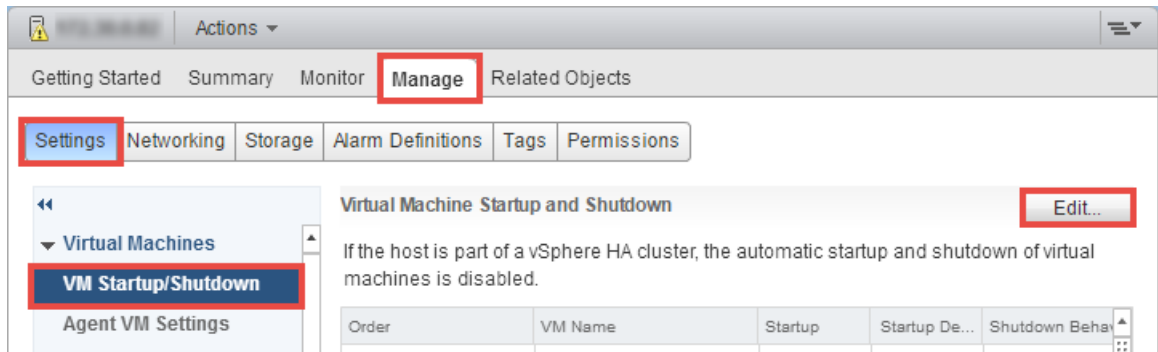 Actions
Getting Started Summary Monitor Manage Related Objects
Settings Networking Storage Alarm Definitions Tags Permissions
Virtual Machine Startup and Shutdown
Edit...
Virtual Machines
If the host is part of a vSphere HA cluster, the automatic startup and shutdown of virtual
machines is disabled.
VM Startup/Shutdown
Agent VM Settings
Order VM Name Startup Startup De... Shutdown Behav